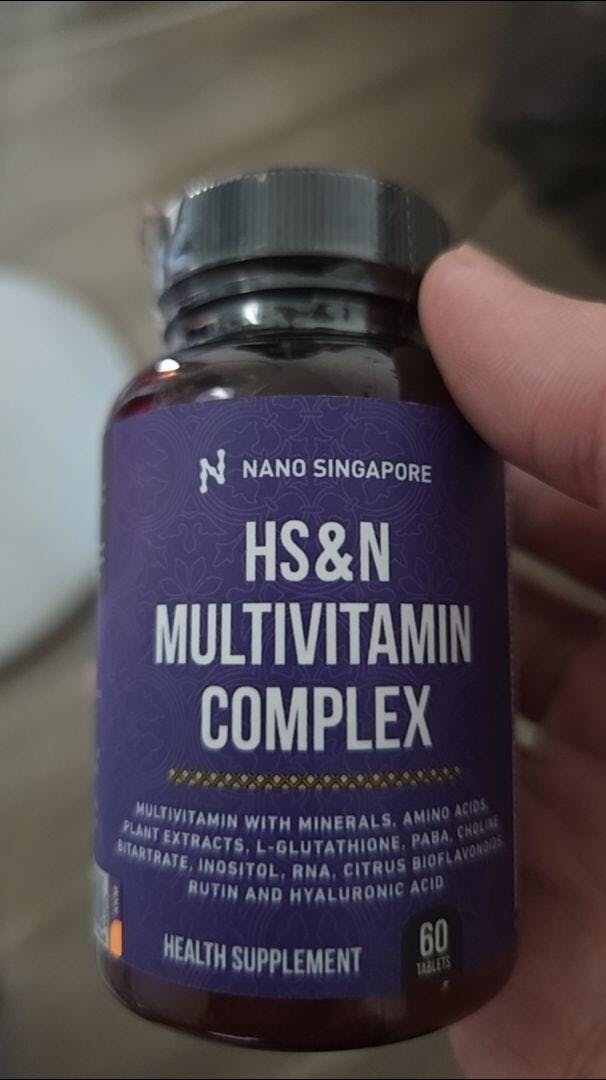 NANO SINGAPORE
HS&N
MULTIVITAMIN
COMPLEX
MULTIVITAMIN WITH MINERALS, AMINO ACIDS,
PLANT EXTRACTS, L-GLUTATHIONE, PABA, CHOLINE
BITARTRATE, INOSITOL, RNA, CITRUS BIOFLAVONOIDS,
RUTIN AND HYALURONIC ACID
HEALTH SUPPLEMENT
60
TABLETS